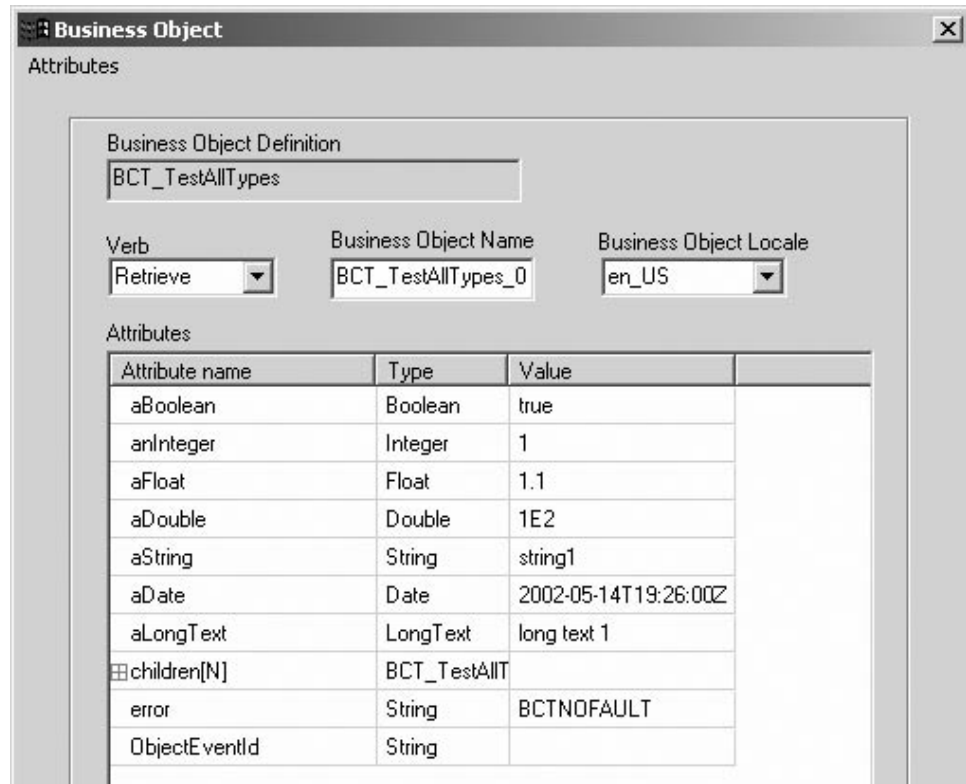 Business Object
Attributes
Business Object Definition
BCT_TestAllTypes
Verb Business Object Name Business Object Locale
Retrieve BCT_TestAllTypes_0 en_US
Attributes
Attribute name Type Value
aBoolean Boolean true
anInteger Integer 1
aFloat Float 1.1
aDouble Double 1E2
aString String string1
aDate Date 2002-05-14T19:26:00Z
aLongText LongText long text 1
children[N] BCT_TestAllT
error String BCTNOFAULT
ObjectEventId String